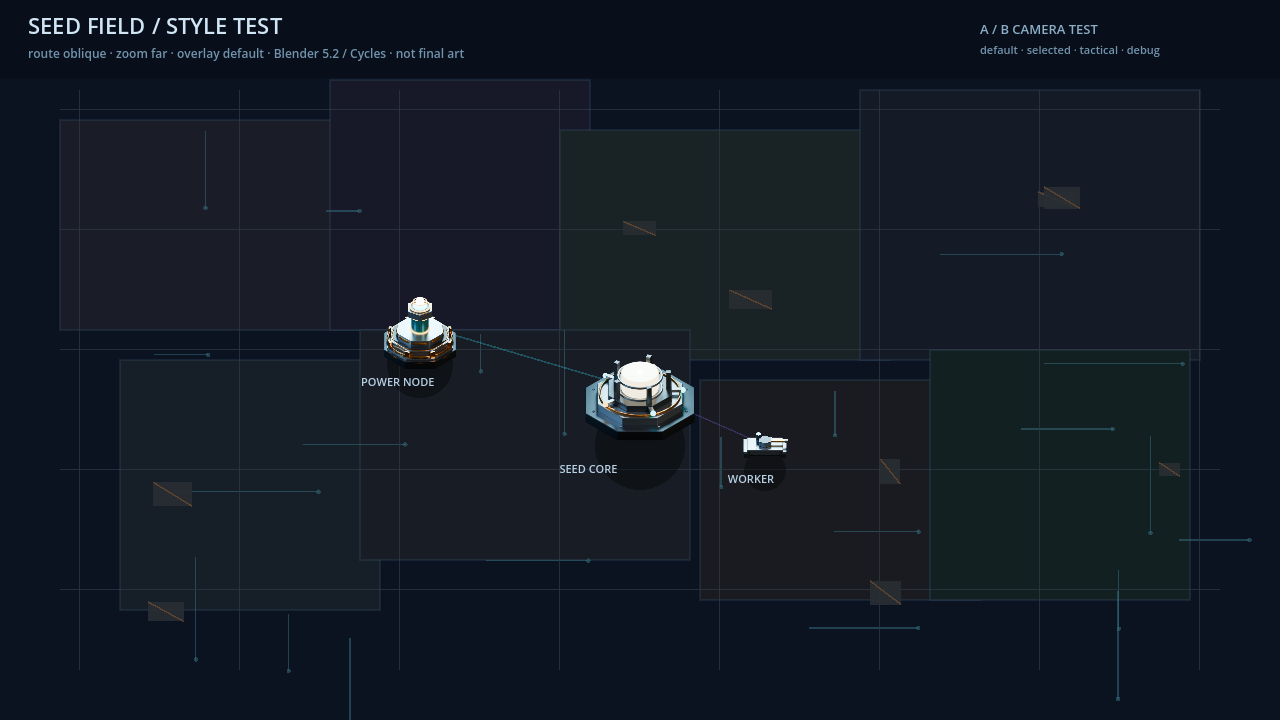 SEED FIELD / STYLE TEST
route oblique · zoom far · overlay default · Blender 5.2 / Cycles · not final art
A / B CAMERA TEST
default · selected · tactical · debug
POWER NODE
SEED CORE
WORKER